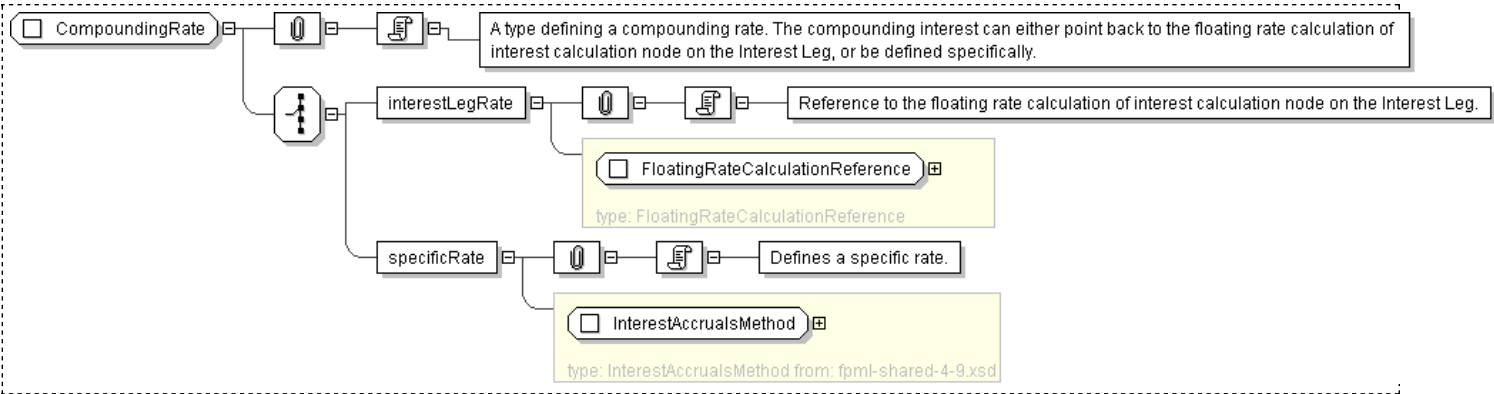 CompoundingRate
A type defining a compounding rate. The compounding interest can either point back to the floating rate calculation of
interest calculation node on the Interest Leg, or be defined specifically.
interestLegRate
Reference to the floating rate calculation of interest calculation node on the Interest Leg.
FloatingRateCalculationReference
type: FloatingRateCalculationReference
specificRate
Defines a specific rate.
InterestAccrualsMethod
type: InterestAccrualsMethod from: fpml-shared-4-9.xsd